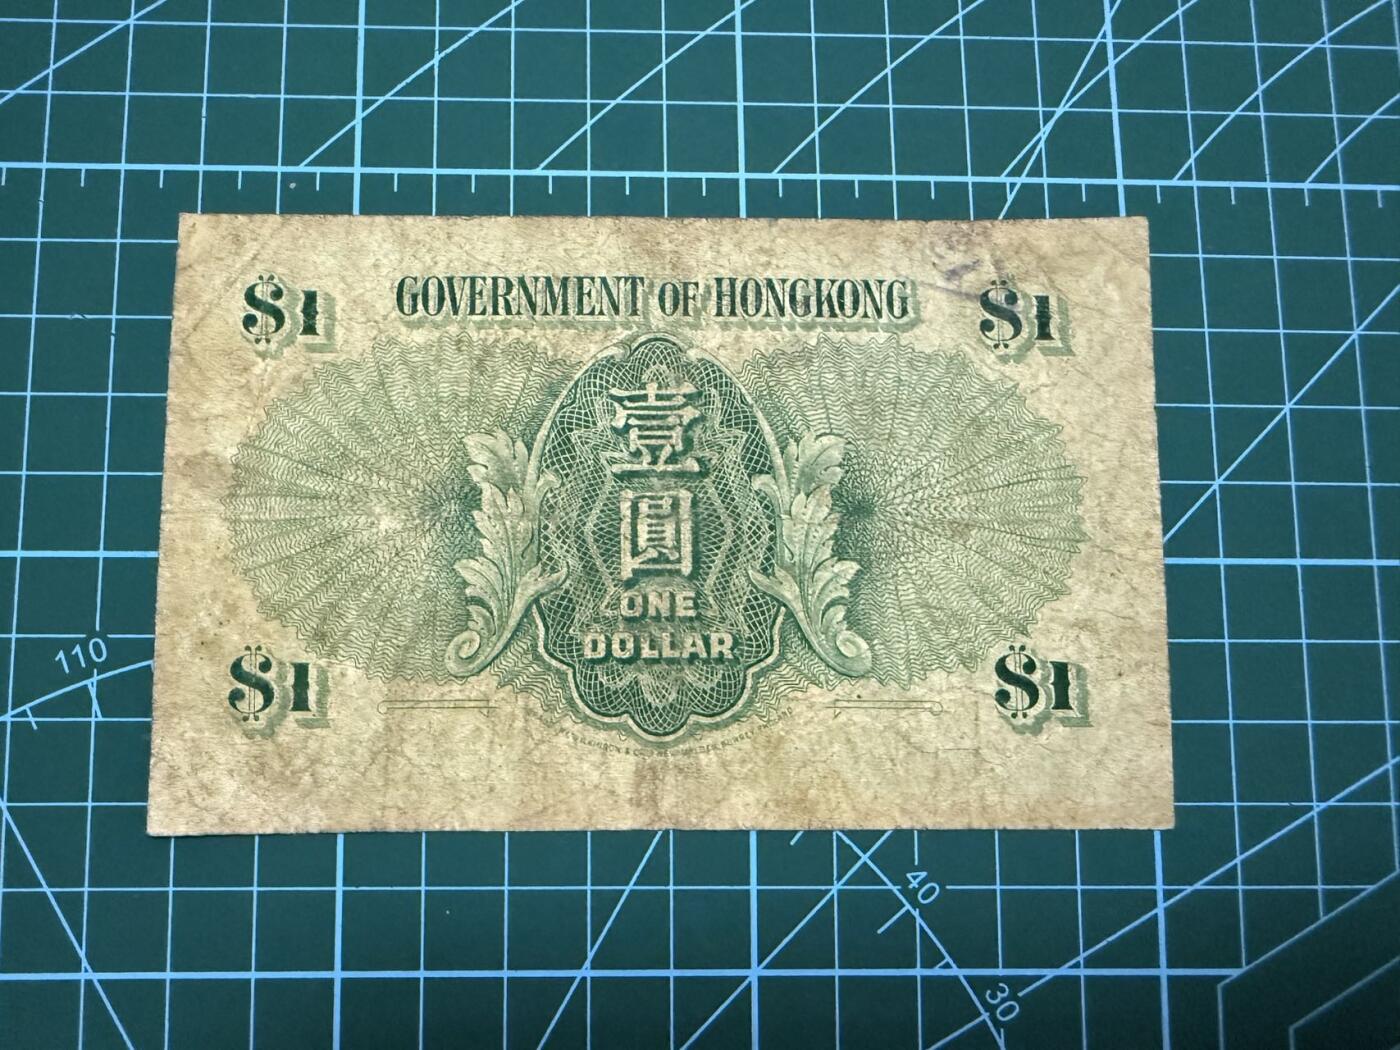 $1 GOVERNMENT OF HONGKONG $1
壹
圓
ONE
DOLLAR
$1 $1
110
40
30